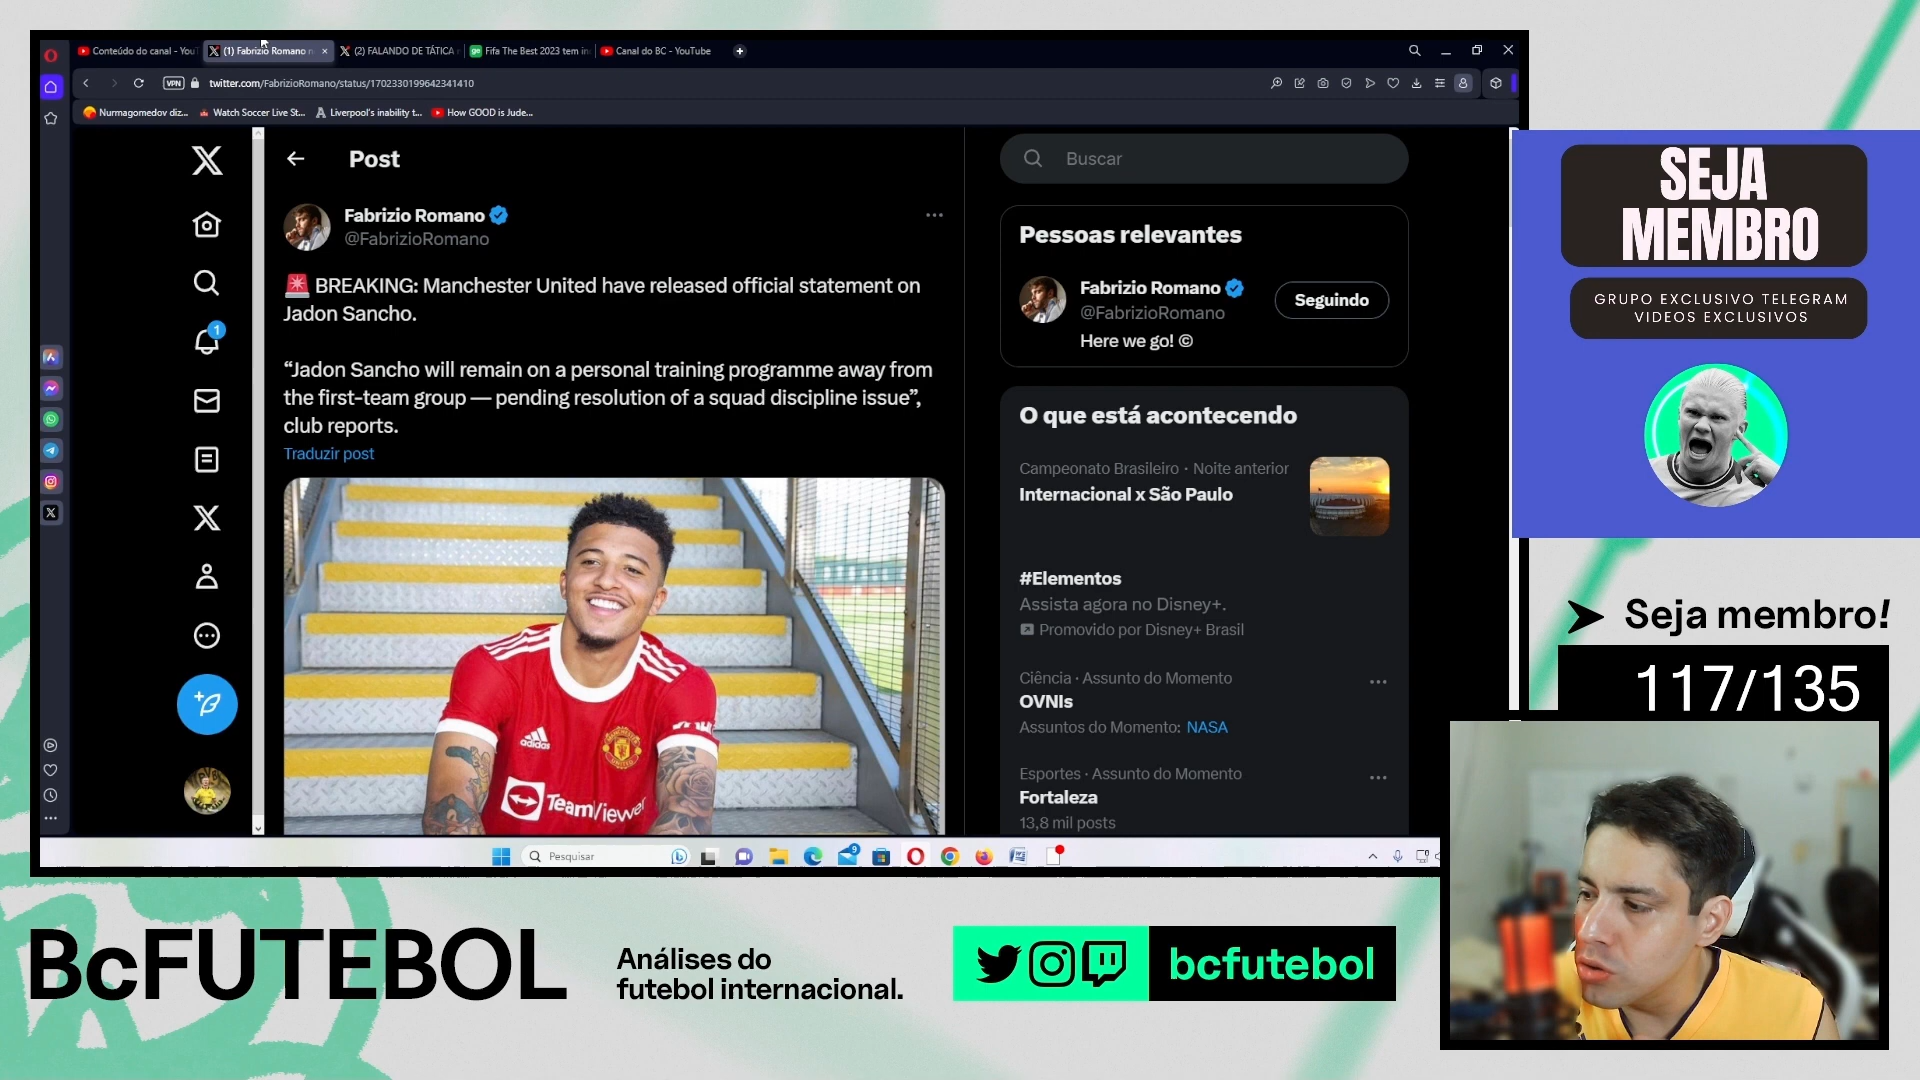 Conteúdo do canal - You
(1) Fabrizio Romano n
(2) FALANDO DE TÁTICA
Fifa The Best 2023 tem in
Canal do BC - YouTube
VPN
twitter.com/FabrizioRomano/status/1702330199642341410
Nurmagomedov diz...
Watch Soccer Live St...
Liverpool's inability t...
How GOOD is Jude...
Post
Fabrizio Romano
@FabrizioRomano
BREAKING: Manchester United have released official statement on
Jadon Sancho.
“Jadon Sancho will remain on a personal training programme away from
the first-team group — pending resolution of a squad discipline issue”,
club reports.
Traduzir post
adidas
TeamViewer
1
Buscar
Pessoas relevantes
Fabrizio Romano
@FabrizioRomano
Seguindo
Here we go! ©
O que está acontecendo
Campeonato Brasileiro · Noite anterior
Internacional x São Paulo
#Elementos
Assista agora no Disney+.
Promovido por Disney+ Brasil
Ciência · Assunto do Momento
OVNIs
Assuntos do Momento: NASA
Esportes · Assunto do Momento
Fortaleza
13,8 mil posts
Pesquisar
9
SEJA
MEMBRO
GRUPO EXCLUSIVO TELEGRAM
VIDEOS EXCLUSIVOS
Seja membro!
117/135
BcFUTEBOL
Análises do
futebol internacional.
bcfutebol